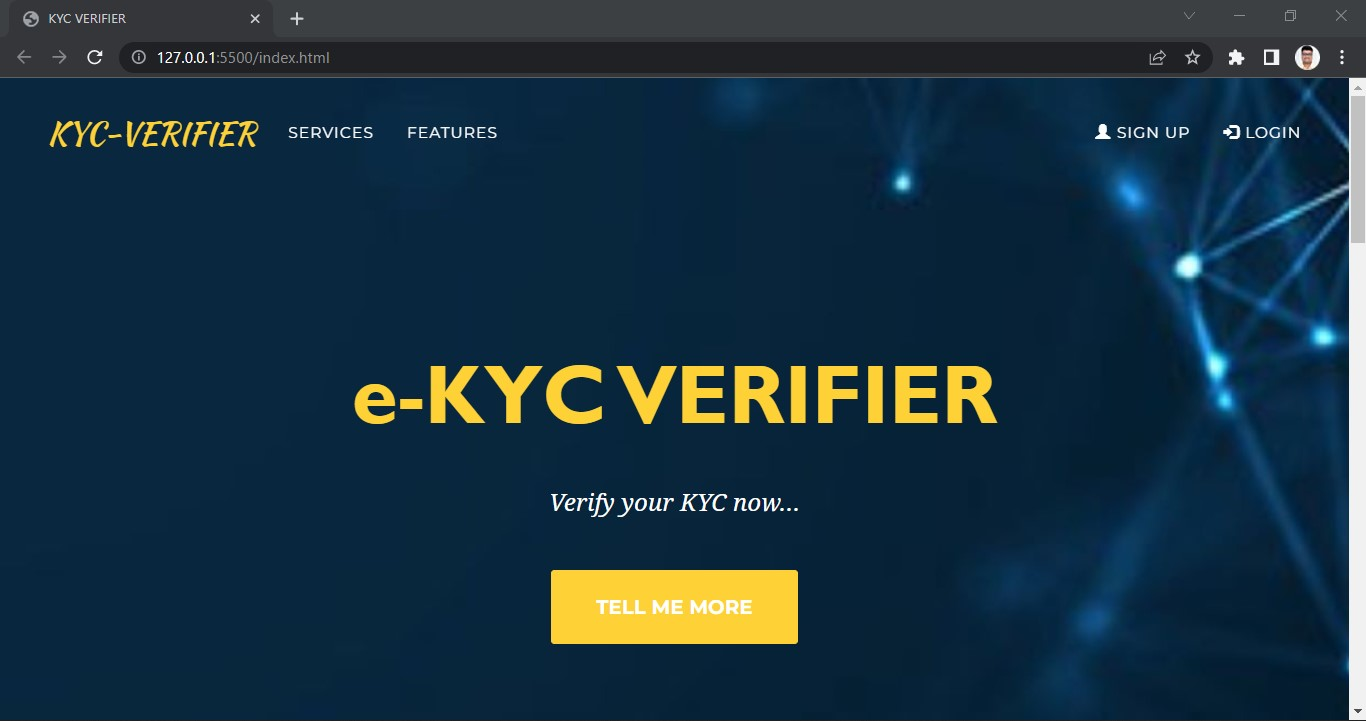 KYC VERIFIER
127.0.0.1:5500/index.html
KYC-VERIFIER SERVICES FEATURES SIGN UP LOGIN
e-KYC VERIFIER
Verify your KYC now...
TELL ME MORE